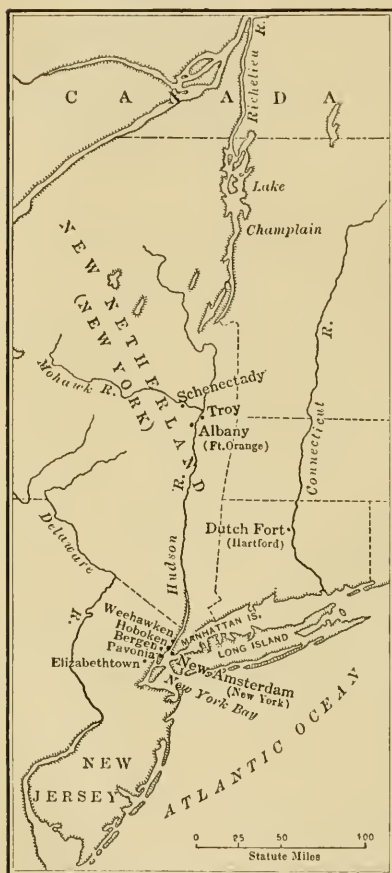 CANADA
Richelieu R.
Lake
Champlain
NEW NETHERLAND
(NEW YORK)
Mohawk R.
Schenectady
Troy
Albany
(Ft. Orange)
Connecticut R.
Hudson R.
Delaware R.
Dutch Fort
(Hartford)
Weehawken
Hoboken
Bergen
Pavonia
Elizabethtown
MANHATTAN IS.
LONG ISLAND
New Amsterdam
(New York)
New York Bay
NEW
JERSEY
ATLANTIC OCEAN
0 50 100
Statute Miles